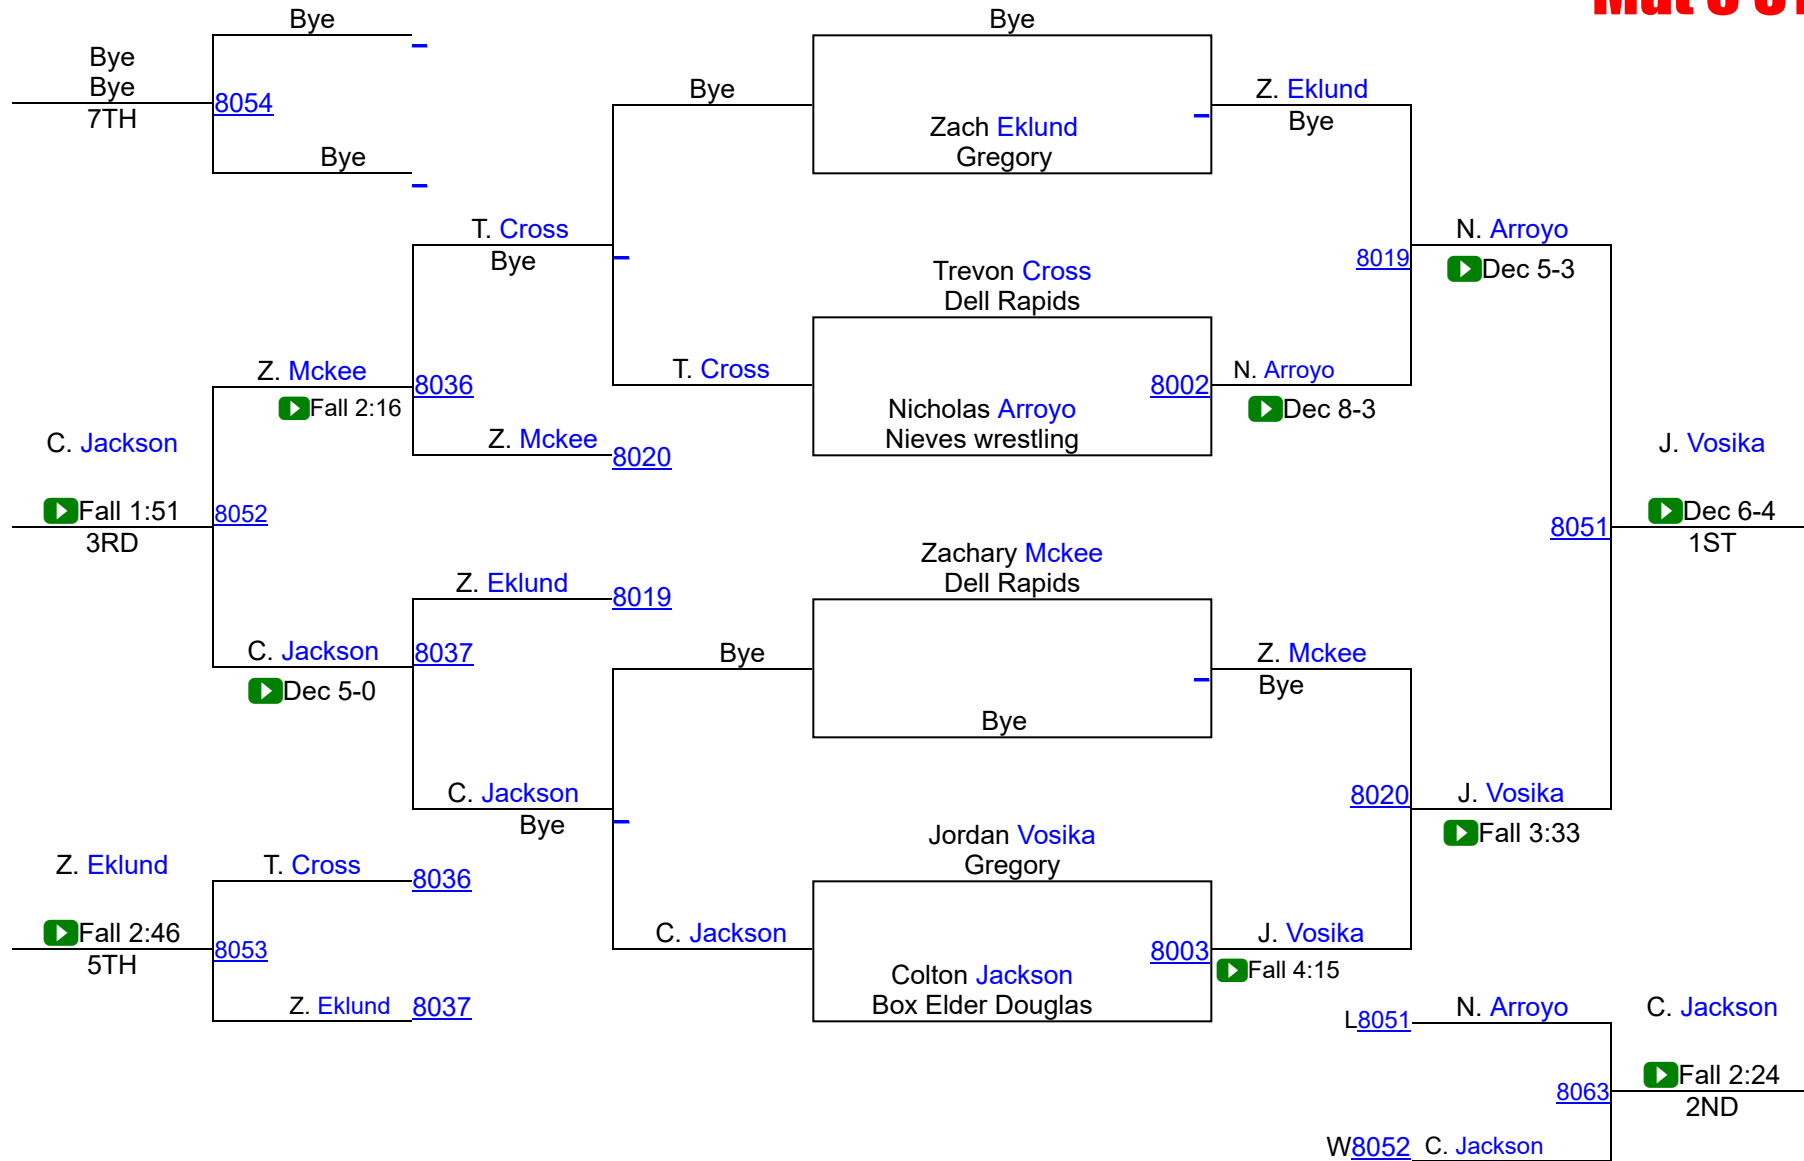 Bye
Bye
Bye
Bye
7TH
8054
Bye
Bye
Z. Eklund
Bye
Zach Eklund
Gregory
Bye
T. Cross
Bye
N. Arroyo
Dec 5-3
8019
Trevon Cross
Dell Rapids
Z. Mckee
Fall 2:16
8036
T. Cross
8002
N. Arroyo
Dec 8-3
Nicholas Arroyo
Nieves wrestling
Z. Mckee
8020
C. Jackson
Fall 1:51
3RD
8052
J. Vosika
Dec 6-4
1ST
8051
Zachary Mckee
Dell Rapids
Z. Eklund
8019
C. Jackson
Dec 5-0
8037
Bye
Z. Mckee
Bye
Bye
C. Jackson
Bye
8020
J. Vosika
Fall 3:33
Jordan Vosika
Gregory
Z. Eklund
Fall 2:46
5TH
T. Cross
8036
8053
C. Jackson
8003
J. Vosika
Fall 4:15
Colton Jackson
Box Elder Douglas
Z. Eklund
8037
L8051
N. Arroyo
C. Jackson
Fall 2:24
2ND
8063
W8052
C. Jackson